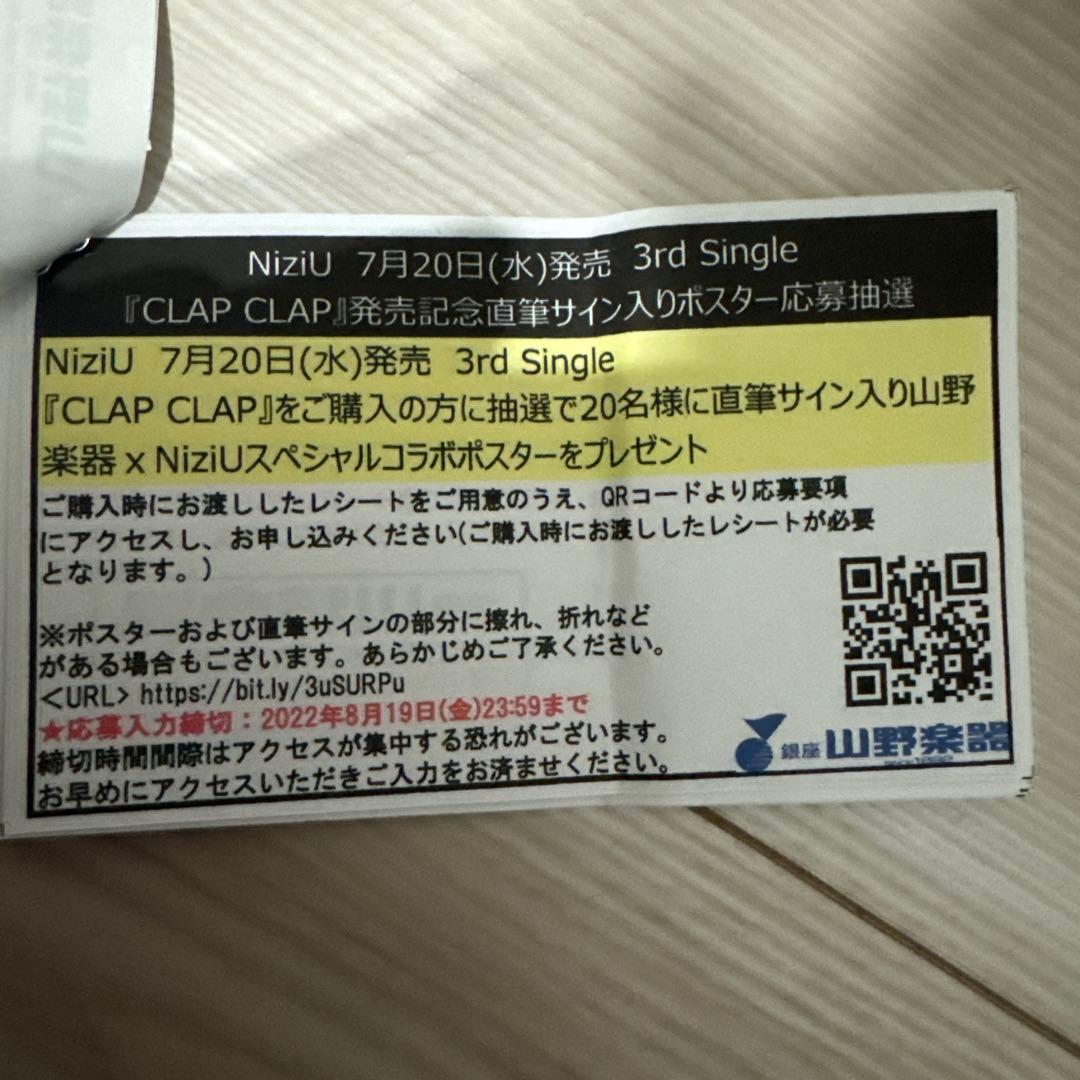 NiziU 7月20日(水)発売 3rd Single
『CLAP CLAP』発売記念直筆サイン入りポスター応募抽選
NiziU 7月20日(水)発売 3rd Single
『CLAP CLAP』をご購入の方に抽選で20名様に直筆サイン入り山野
楽器 x NiziUスペシャルコラボポスターをプレゼント
ご購入時にお渡ししたレシートをご用意のうえ、QRコードより応募要項
にアクセスし、お申し込みください(ご購入時にお渡ししたレシートが必要
となります。)
※ポスターおよび直筆サインの部分に擦れ、折れなど
がある場合もございます。あらかじめご了承ください。
<URL> https://bit.ly/3uSURPu
★応募入力締切：2022年8月19日(金)23:59まで
締切時間間際はアクセスが集中する恐れがございます。
お早めにアクセスいただきご入力をお済ませください。
銀座 山野楽器